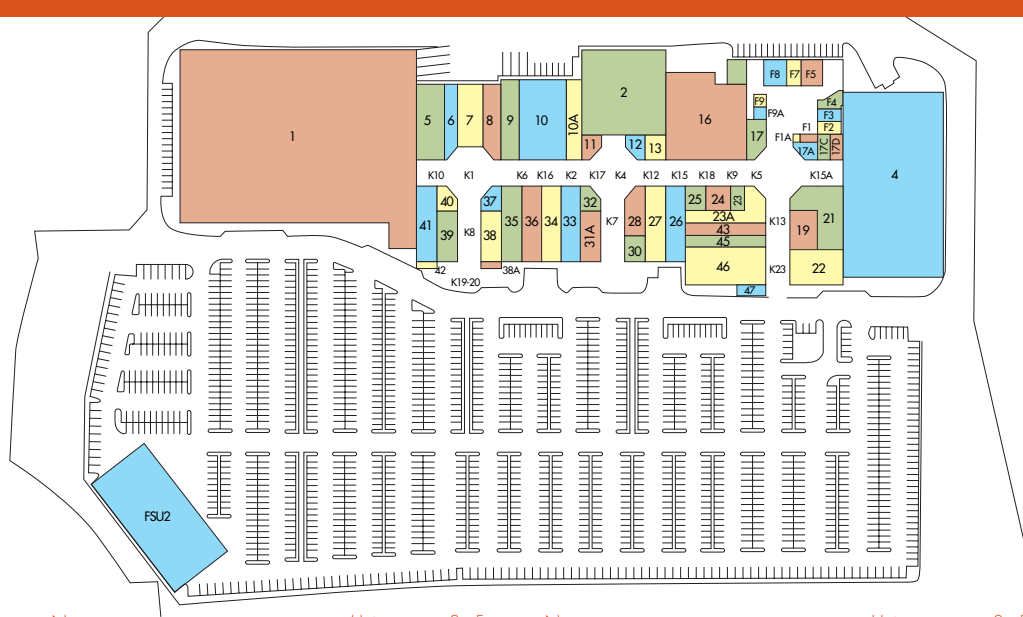 F8 F7 F5
2
F9 F4
5 6 7 8 9 10 10A 16 F9A F3
F1 F2
1 11 12 13 17 F1A 17A 17C 17D
K10 K1 K6 K16 K2 K17 K4 K12 K15 K18 K9 K5 K15A 4
40 37 32 25 24 23
41 39 K8 38 35 36 34 33 31A K7 28 27 26 23A K13 19 21
43
30 45
42 38A 46 K23 22
K19-20 47
FSU2